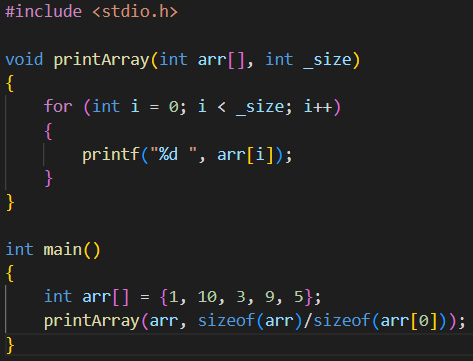 #include <stdio.h>

void printArray(int arr[], int _size)
{
    for (int i = 0; i < _size; i++)
    {
        printf("%d ", arr[i]);
    }
}

int main()
{
    int arr[] = {1, 10, 3, 9, 5};
    printArray(arr, sizeof(arr)/sizeof(arr[0]));
}